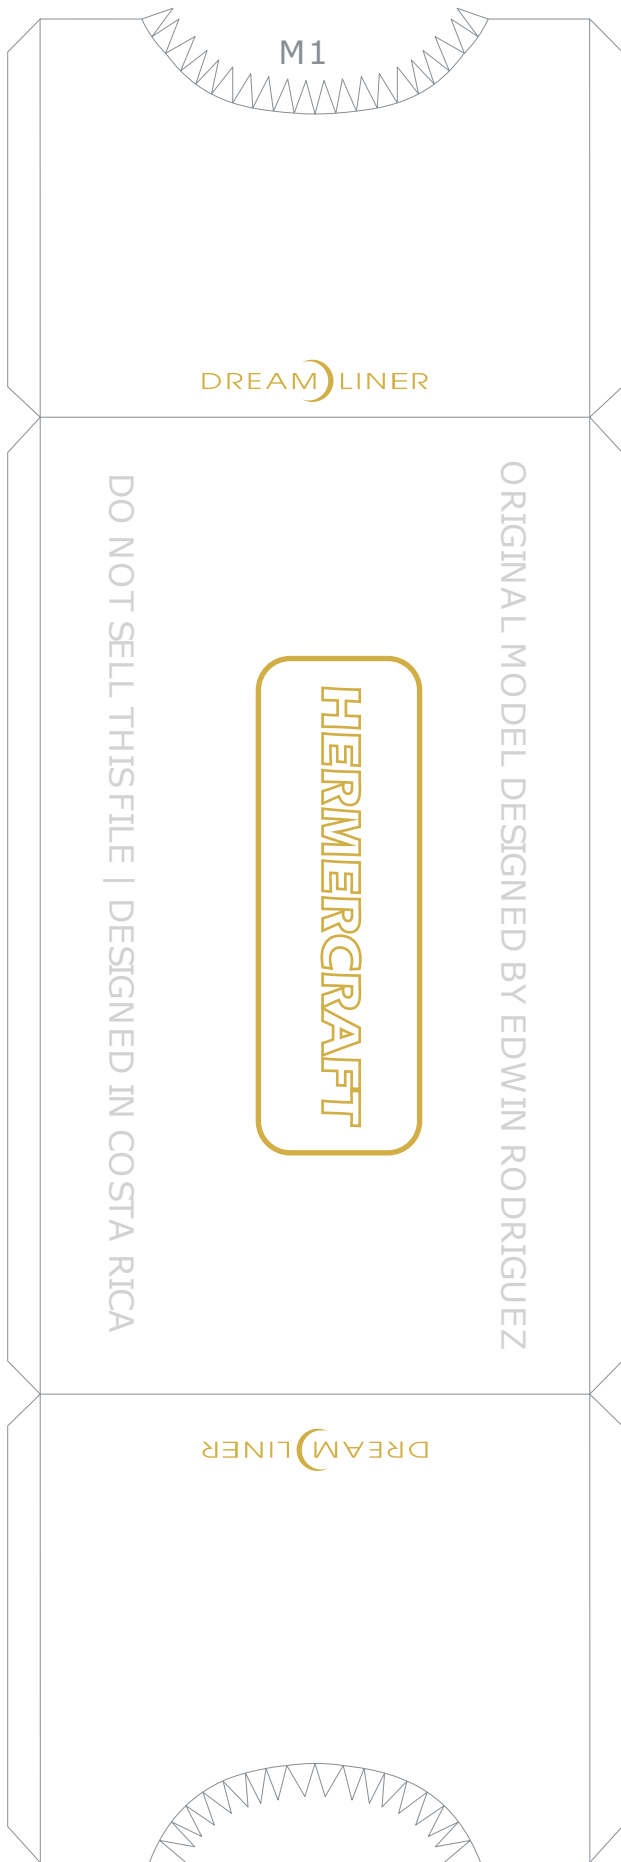 M1
DREAM LINER
ORIGINAL MODEL DESIGNED BY EDWIN RODRIGUEZ
HERMERCRAFT
DO NOT SELL THIS FILE | DESIGNED IN COSTA RICA
DREAM LINER